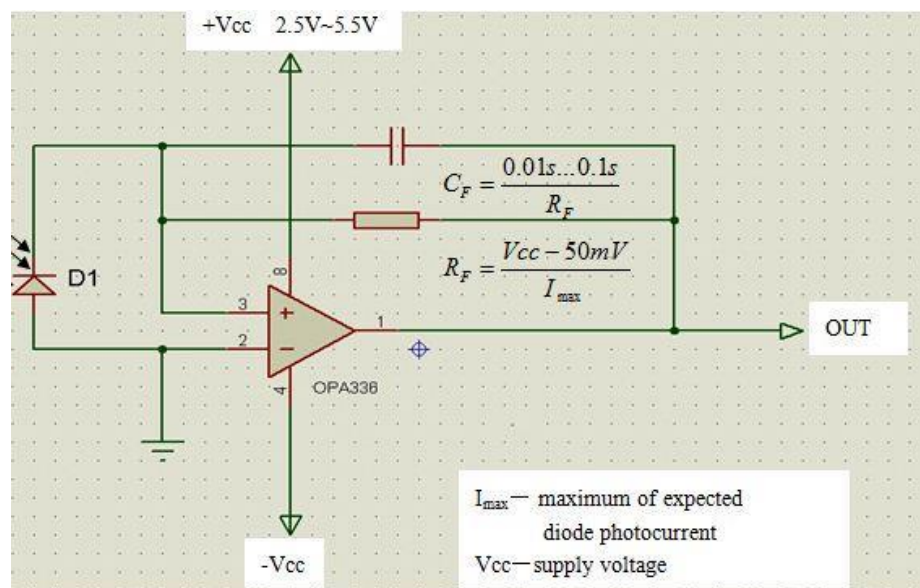 +Vcc 2.5V~5.5V
C_F = 0.01s...0.1s / R_F
D1
R_F = Vcc - 50mV / I_max
8
3
+
1
OUT
2
−
4
OPA336
I_max— maximum of expected
diode photocurrent
-Vcc
Vcc—supply voltage